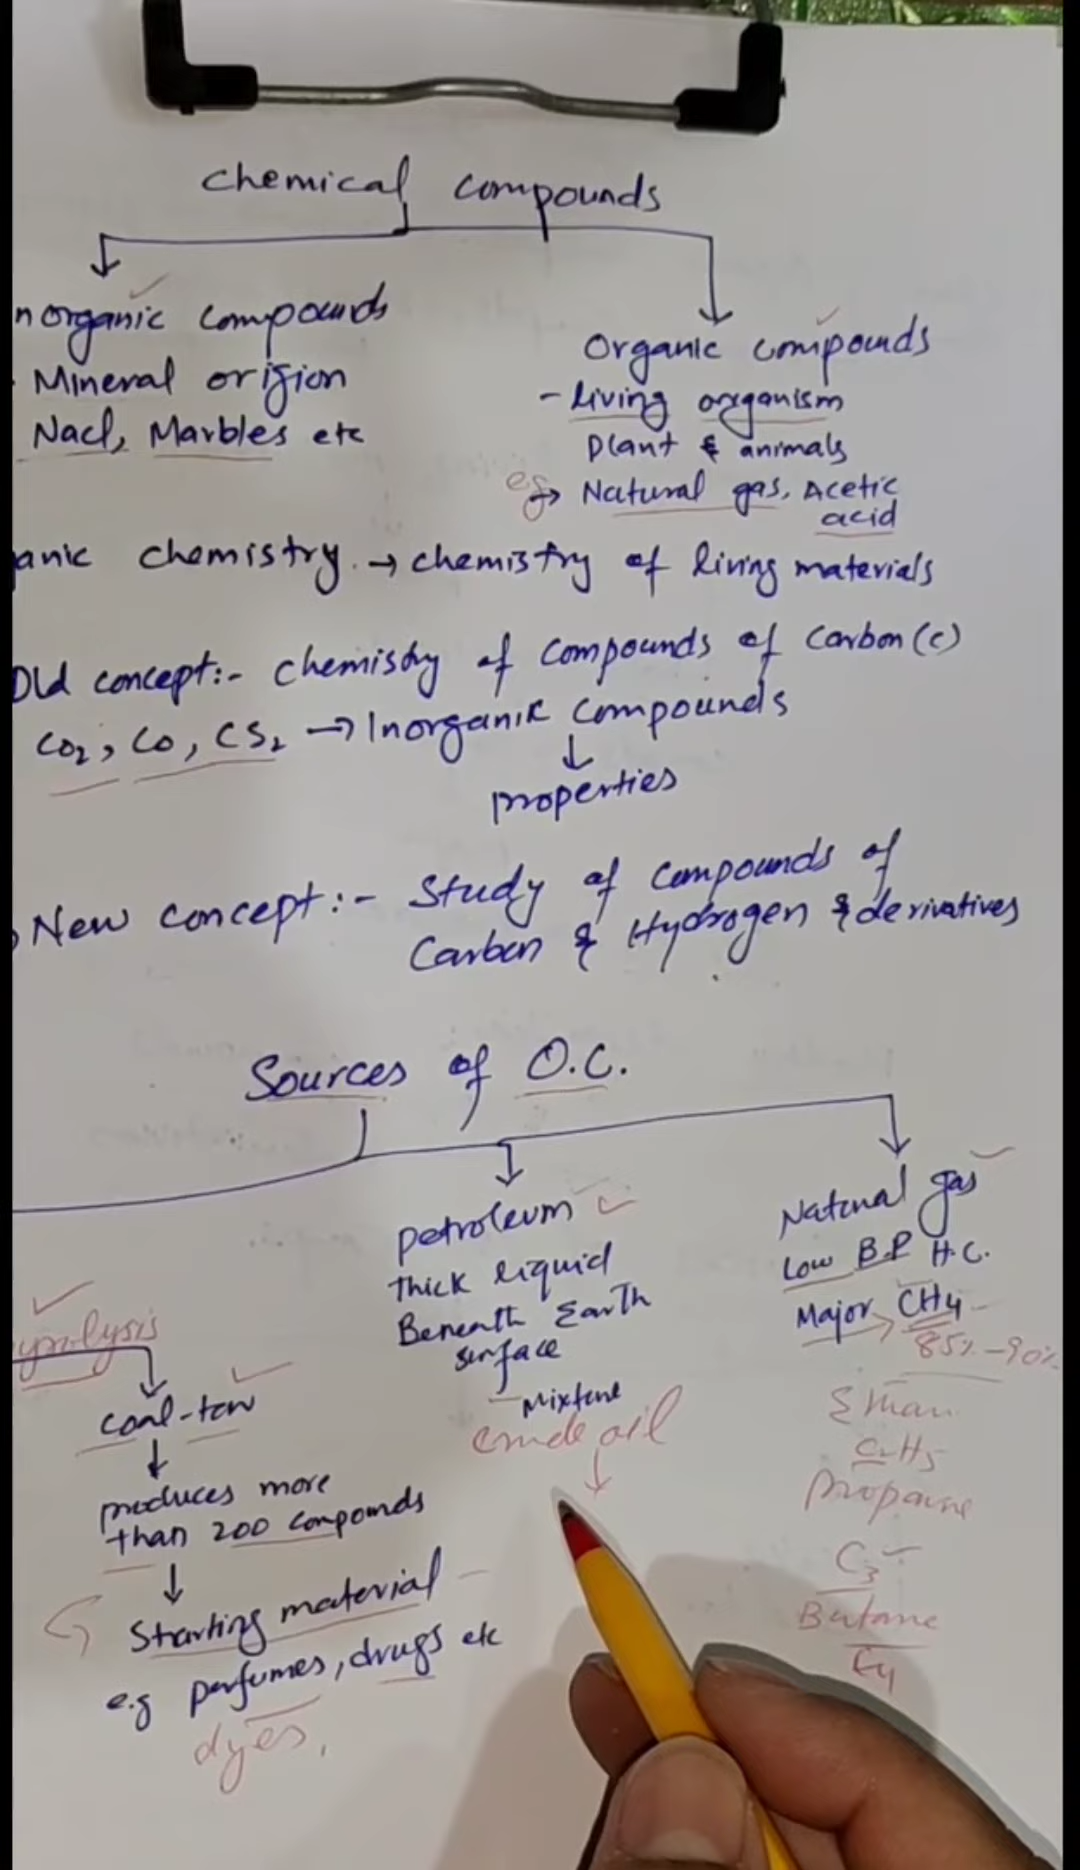 Chemical Compounds
norganic Compounds
Organic Compounds
- Mineral orifion
- living organism
Nacl, Marbles etc
Plant & animals
eg → Natural gas, Acetic
acid
anic chemistry. → chemistry of living materials
Old concept:- chemistry of compounds of Carbon (c)
CO2, CO, CS2 → Inorganic compounds
properties
New concept:- Study of compounds of
Carbon & Hydrogen & derivatives
Sources of O.C.
Petroleum
Natural gas
thick liquid
Low B.P H.C.
Beneath Earth
Major → CH4
surface
85% - 90%
yrolysis
Mixture
Coal-tar
crude oil
C2H5
Propane
produces more
than 200 compounds
C3
Starting material
Butane
C4
e.g perfumes, drugs etc
dyes,